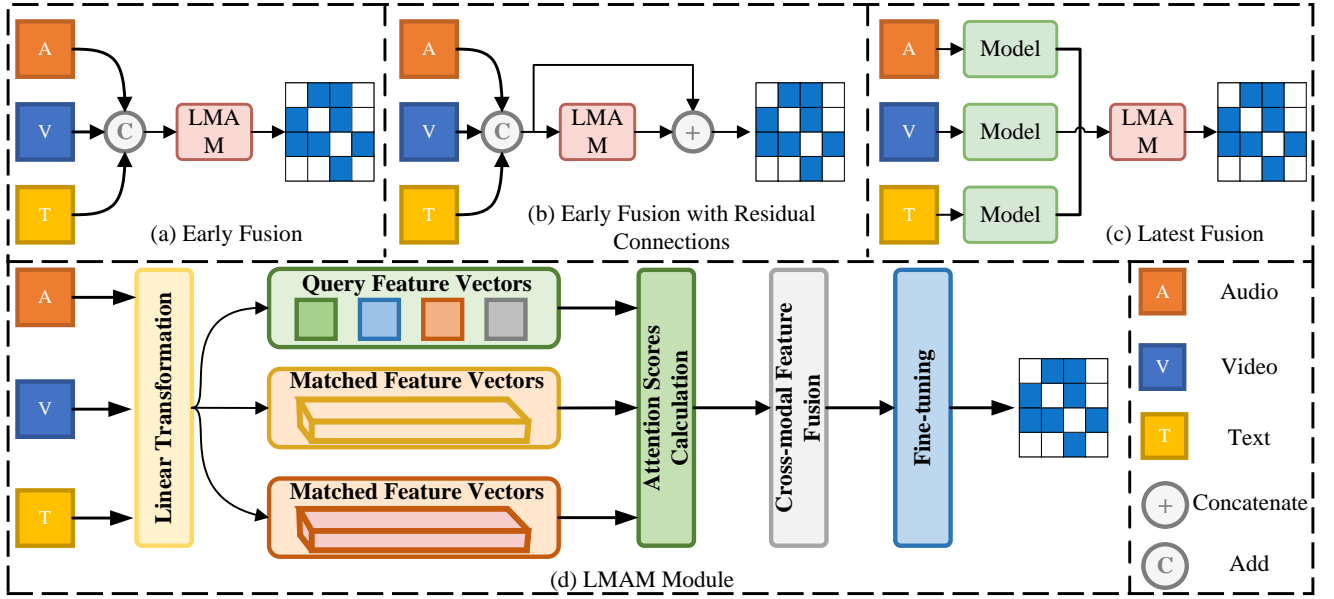 A
V
T
C
LMA
M
(a) Early Fusion
A
V
T
C
LMA
M
+
(b) Early Fusion with Residual
Connections
A
V
T
Model
Model
Model
LMA
M
(c) Latest Fusion
A
V
T
Linear Transformation
Query Feature Vectors
Matched Feature Vectors
Matched Feature Vectors
Attention Scores
Calculation
Cross-modal Feature
Fusion
Fine-tuning
(d) LMAM Module
A Audio
V Video
T Text
+ Concatenate
C Add